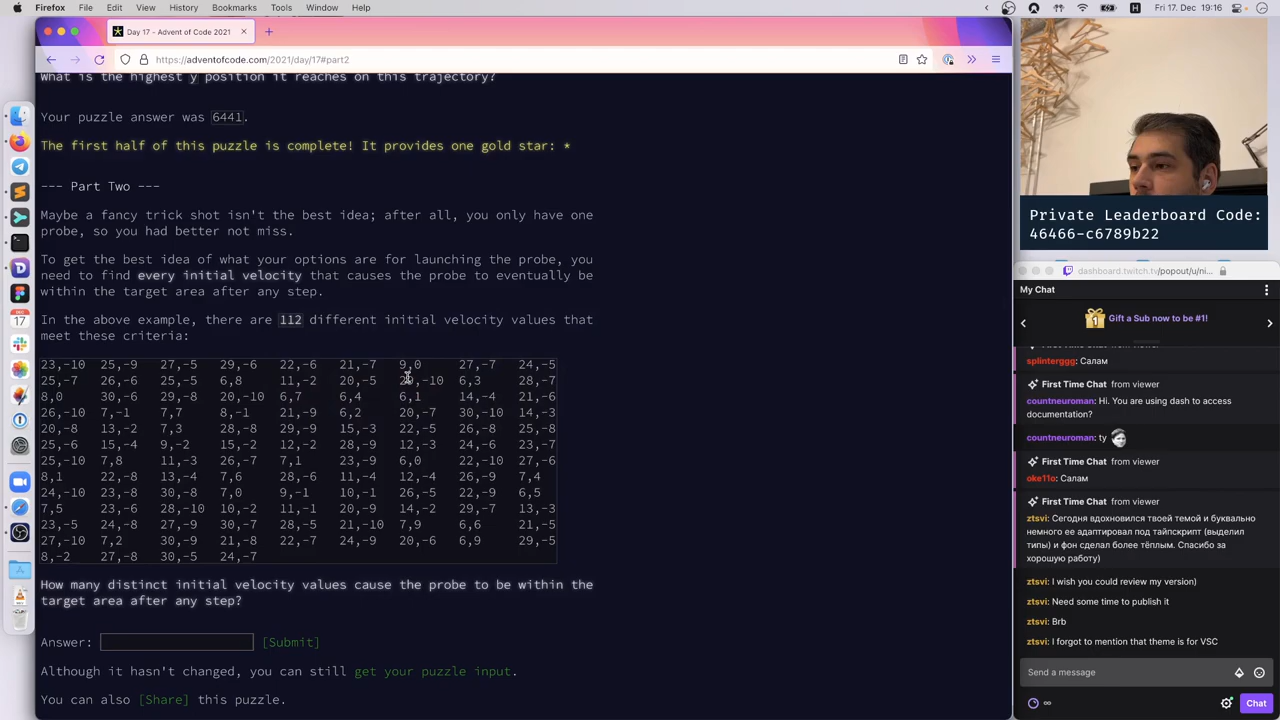 Firefox File Edit View History Bookmarks Tools Window Help
Fri 17. Dec 19:16
Day 17 - Advent of Code 2021
https://adventofcode.com/2021/day/17#part2
What is the highest y position it reaches on this trajectory?
Your puzzle answer was 6441.
The first half of this puzzle is complete! It provides one gold star: *
--- Part Two ---
Maybe a fancy trick shot isn't the best idea; after all, you only have one
probe, so you had better not miss.
To get the best idea of what your options are for launching the probe, you
need to find every initial velocity that causes the probe to eventually be
within the target area after any step.
In the above example, there are 112 different initial velocity values that
meet these criteria:
23,-10 25,-9 27,-5 29,-6 22,-6 21,-7 9,0 27,-7 24,-5
25,-7 26,-6 25,-5 6,8 11,-2 20,-5 -10 6,3 28,-7
8,0 30,-6 29,-8 20,-10 6,7 6,4 6,1 14,-4 21,-6
26,-10 7,-1 7,7 8,-1 21,-9 6,2 20,-7 30,-10 14,-3
20,-8 13,-2 7,3 28,-8 29,-9 15,-3 22,-5 26,-8 25,-8
25,-6 15,-4 9,-2 15,-2 12,-2 28,-9 12,-3 24,-6 23,-7
25,-10 7,8 11,-3 26,-7 7,1 23,-9 6,0 22,-10 27,-6
8,1 22,-8 13,-4 7,6 28,-6 11,-4 12,-4 26,-9 7,4
24,-10 23,-8 30,-8 7,0 9,-1 10,-1 26,-5 22,-9 6,5
7,5 23,-6 28,-10 10,-2 11,-1 20,-9 14,-2 29,-7 13,-3
23,-5 24,-8 27,-9 30,-7 28,-5 21,-10 7,9 6,6 21,-5
27,-10 7,2 30,-9 21,-8 22,-7 24,-9 20,-6 6,9 29,-5
8,-2 27,-8 30,-5 24,-7
How many distinct initial velocity values cause the probe to be within the
target area after any step?
Answer: [Submit]
Although it hasn't changed, you can still get your puzzle input.
You can also [Share] this puzzle.
Private Leaderboard Code:
46466-c6789b22
dashboard.twitch.tv/popout/u/ni...
My Chat
Gift a Sub now to be #1!
splinterggg: Салам
First Time Chat from viewer
countneuroman: Hi. You are using dash to access
documentation?
countneuroman: ty
First Time Chat from viewer
oke11o: Салам
First Time Chat from viewer
ztsvi: Сегодня вдохновился твоей темой и буквально
немного ее адаптировал под тайпскрипт (выделил
типы) и фон сделал более тёплым. Спасибо за
хорошую работу)
ztsvi: I wish you could review my version)
ztsvi: Need some time to publish it
ztsvi: Brb
ztsvi: I forgot to mention that theme is for VSC
Send a message
Chat